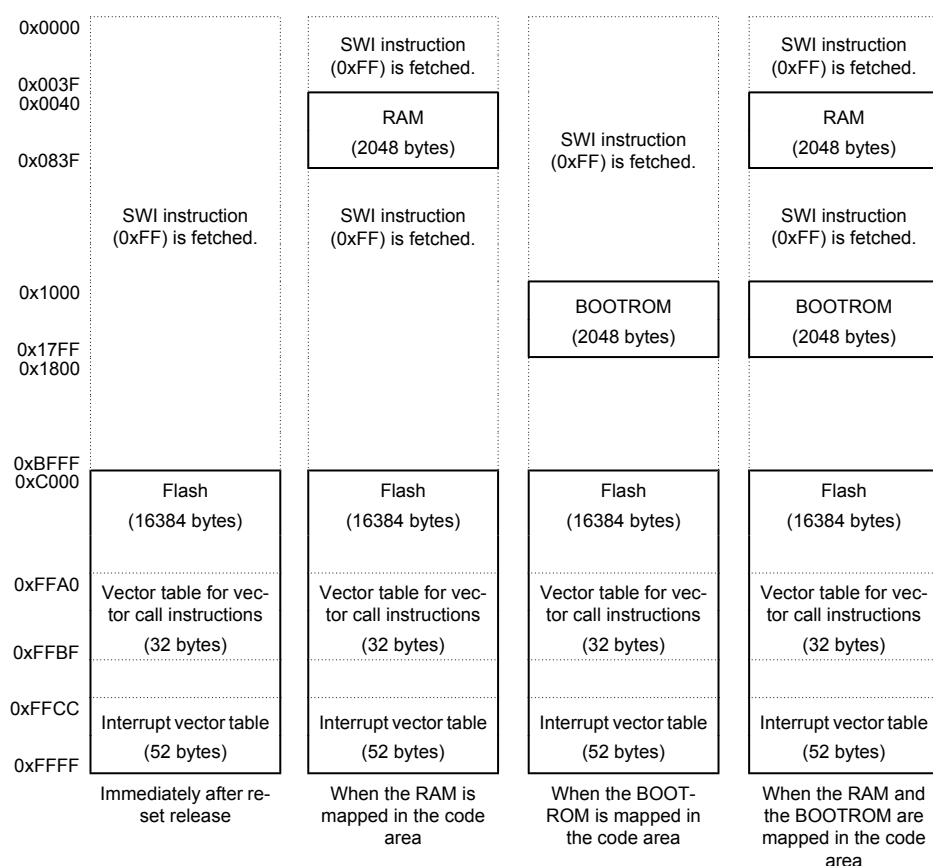 0x0000
0x003F
0x0040
0x083F
0x1000
0x17FF
0x1800
0xBFFF
0xC000
0xFFA0
0xFFBF
0xFFCC
0xFFFF
SWI instruction
(0xFF) is fetched.
Flash
(16384 bytes)
Vector table for vec-
tor call instructions
(32 bytes)
Interrupt vector table
(52 bytes)
Immediately after re-
set release
SWI instruction
(0xFF) is fetched.
RAM
(2048 bytes)
SWI instruction
(0xFF) is fetched.
Flash
(16384 bytes)
Vector table for vec-
tor call instructions
(32 bytes)
Interrupt vector table
(52 bytes)
When the RAM is
mapped in the code
area
SWI instruction
(0xFF) is fetched.
BOOTROM
(2048 bytes)
Flash
(16384 bytes)
Vector table for vec-
tor call instructions
(32 bytes)
Interrupt vector table
(52 bytes)
When the BOOT-
ROM is mapped in
the code area
SWI instruction
(0xFF) is fetched.
RAM
(2048 bytes)
SWI instruction
(0xFF) is fetched.
BOOTROM
(2048 bytes)
Flash
(16384 bytes)
Vector table for vec-
tor call instructions
(32 bytes)
Interrupt vector table
(52 bytes)
When the RAM and
the BOOTROM are
mapped in the code
area